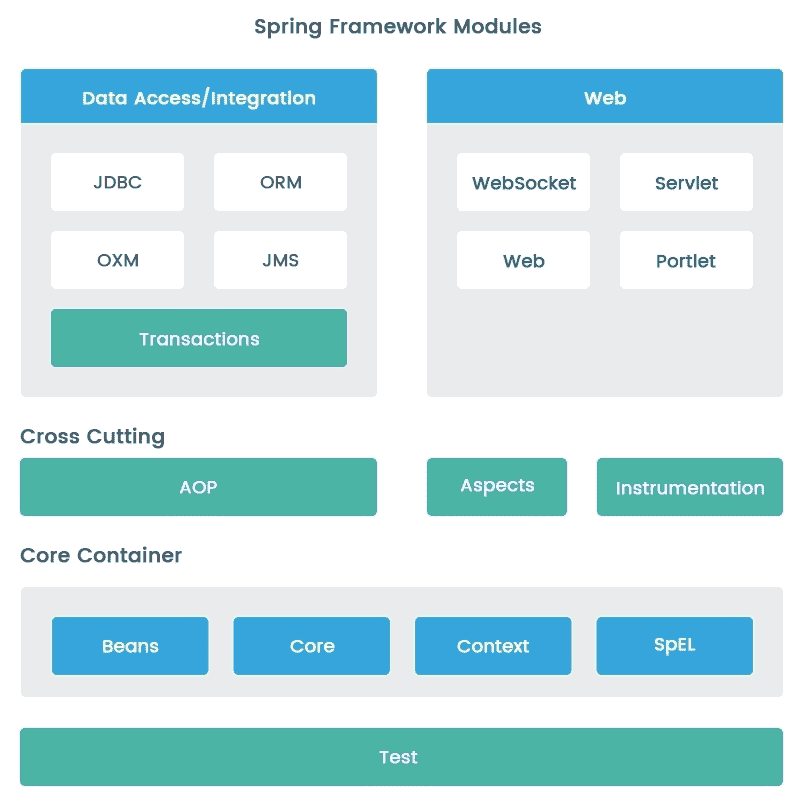 Spring Framework Modules
Data Access/Integration
JDBC
ORM
OXM
JMS
Transactions
Web
WebSocket
Servlet
Web
Portlet
Cross Cutting
AOP
Aspects
Instrumentation
Core Container
Beans
Core
Context
SpEL
Test